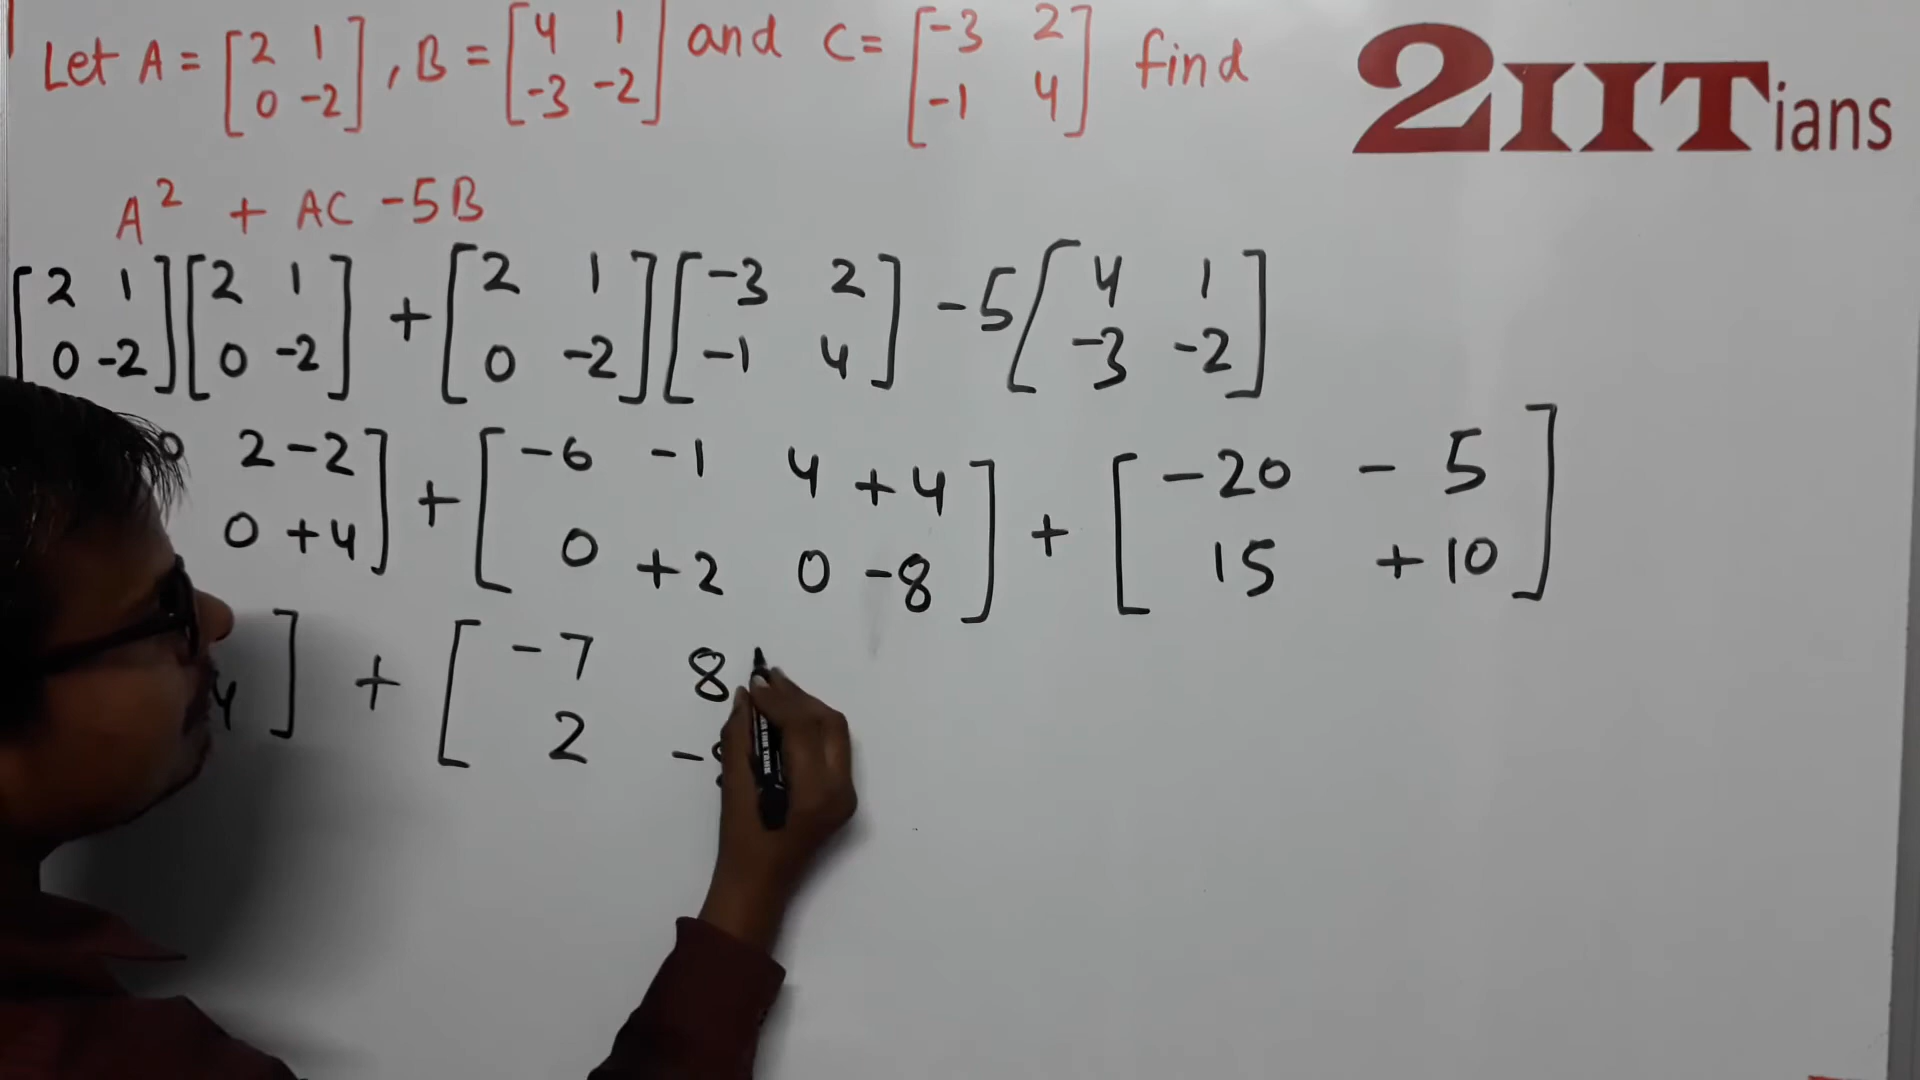 Let A = [2 1 0 -2], B = [4 1 -3 -2] and C = [-3 2 -1 4] find
2IITians
A² + AC -5B
[2 1 0 -2] [2 1 0 -2] + [2 1 0 -2] [-3 2 -1 4] -5 [4 1 -3 -2]
0 2-2 0+4] + [-6 -1 4+4 0 +2 0-8] + [-20 -5 15 +10]
4] + [-7 8 2 -